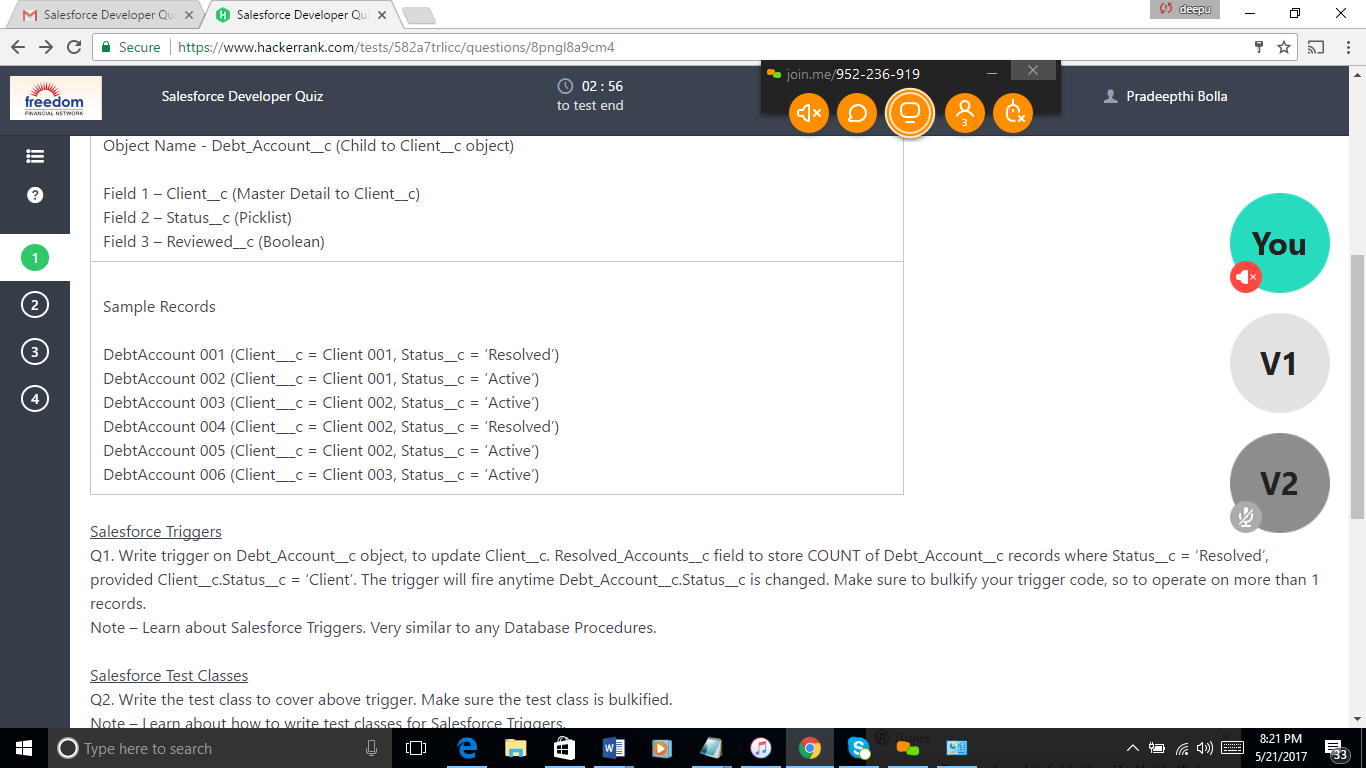 Salesforce Developer Qu
Salesforce Developer Qu
deepu
Secure
https://www.hackerrank.com/tests/582a7trlicc/questions/8pngl8a9cm4
join.me/952-236-919
3
freedom
FINANCIAL NETWORK
Salesforce Developer Quiz
02 : 56
to test end
Pradeepthi Bolla
Object Name - Debt_Account__c (Child to Client__c object)
Field 1 – Client__c (Master Detail to Client__c)
Field 2 – Status__c (Picklist)
Field 3 – Reviewed__c (Boolean)
1
2
3
4
Sample Records
DebtAccount 001 (Client___c = Client 001, Status__c = ‘Resolved’)
DebtAccount 002 (Client___c = Client 001, Status__c = ‘Active’)
DebtAccount 003 (Client___c = Client 002, Status__c = ‘Active’)
DebtAccount 004 (Client___c = Client 002, Status__c = ‘Resolved’)
DebtAccount 005 (Client___c = Client 002, Status__c = ‘Active’)
DebtAccount 006 (Client___c = Client 003, Status__c = ‘Active’)
You
V1
V2
Salesforce Triggers
Q1. Write trigger on Debt_Account__c object, to update Client__c. Resolved_Accounts__c field to store COUNT of Debt_Account__c records where Status__c = ‘Resolved’,
provided Client__c.Status__c = ‘Client’. The trigger will fire anytime Debt_Account__c.Status__c is changed. Make sure to bulkify your trigger code, so to operate on more than 1
records.
Note – Learn about Salesforce Triggers. Very similar to any Database Procedures.
Salesforce Test Classes
Q2. Write the test class to cover above trigger. Make sure the test class is bulkified.
Note – Learn about how to write test classes for Salesforce Triggers.
Type here to search
iTunes
8:21 PM
5/21/2017
33